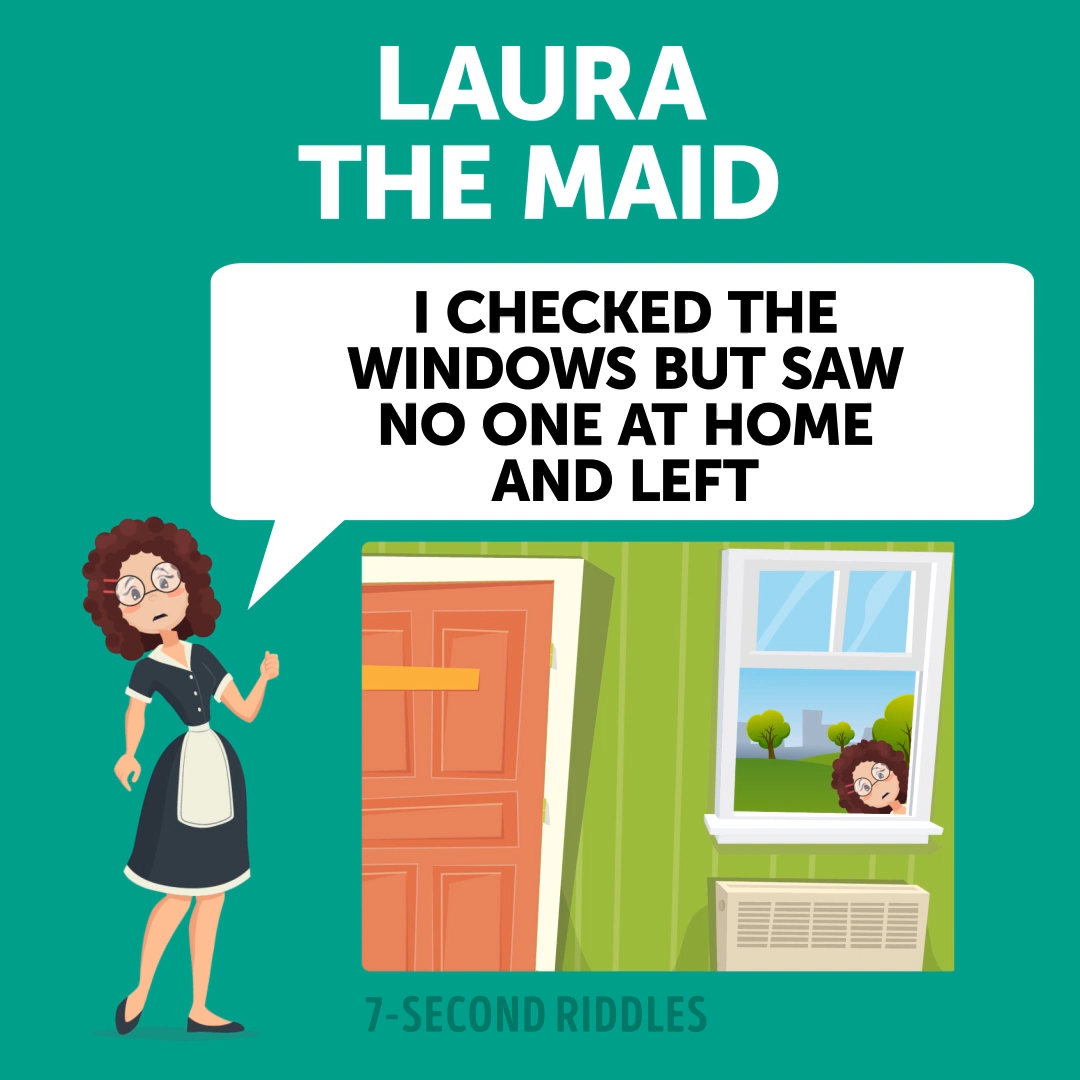 LAURA
THE MAID
I CHECKED THE
WINDOWS BUT SAW
NO ONE AT HOME
AND LEFT
7-SECOND RIDDLES